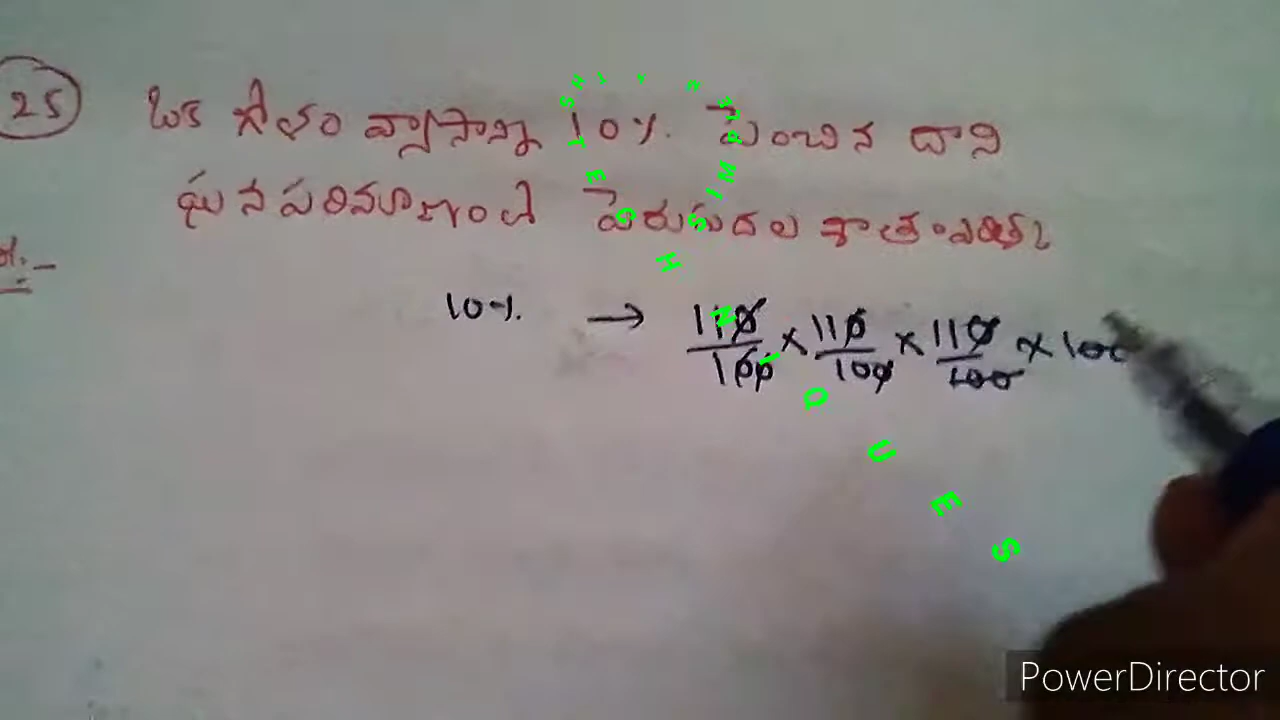 25 ఒక గోళం వ్యాసాన్ని 10% పెంచిన దాని
ఘనపరిమాణంలో పెరుగుదల శాతం ఎంత?
10% → 110/100 × 110/100 × 110/100 × 100
PowerDirector